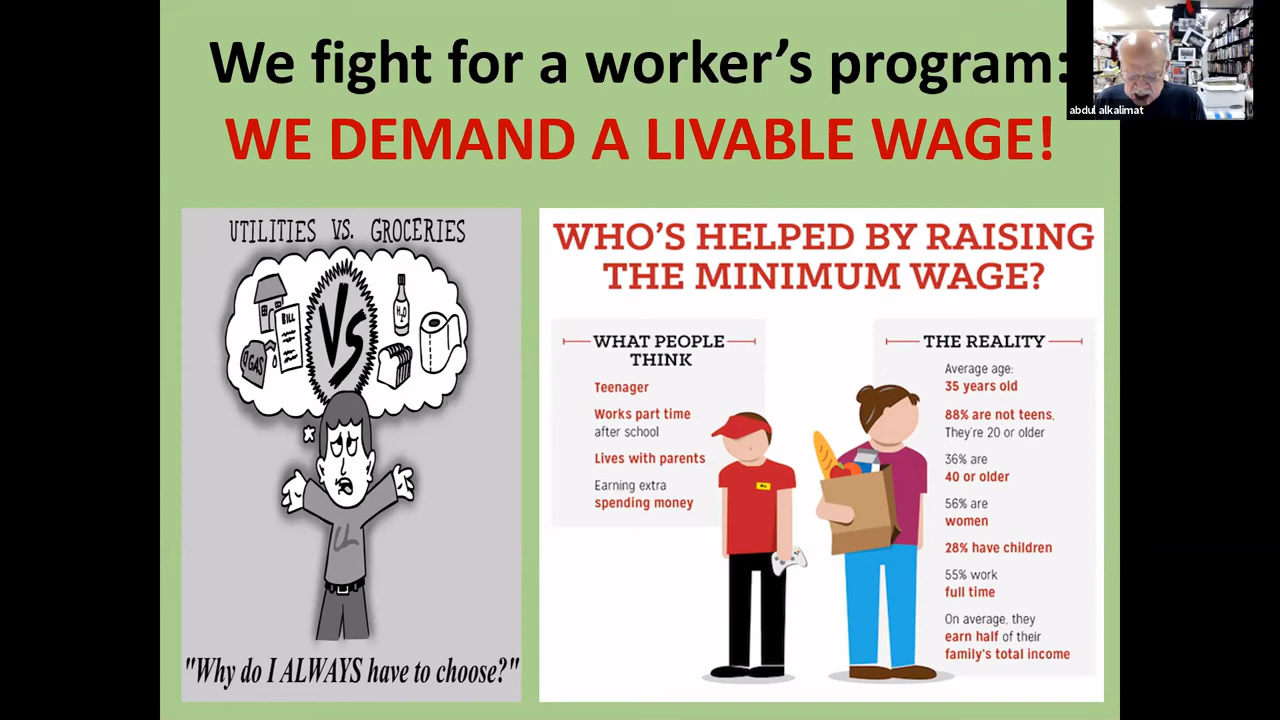 We fight for a worker’s program:
WE DEMAND A LIVABLE WAGE!
abdul alkalimat
UTILITIES VS. GROCERIES
BILL
GAS
VS
H2O
"Why do I ALWAYS have to choose?"
WHO’S HELPED BY RAISING
THE MINIMUM WAGE?
WHAT PEOPLE
THINK
Teenager
Works part time
after school
Lives with parents
Earning extra
spending money
THE REALITY
Average age:
35 years old
88% are not teens.
They’re 20 or older
36% are
40 or older
56% are
women
28% have children
55% work
full time
On average, they
earn half of their
family’s total income